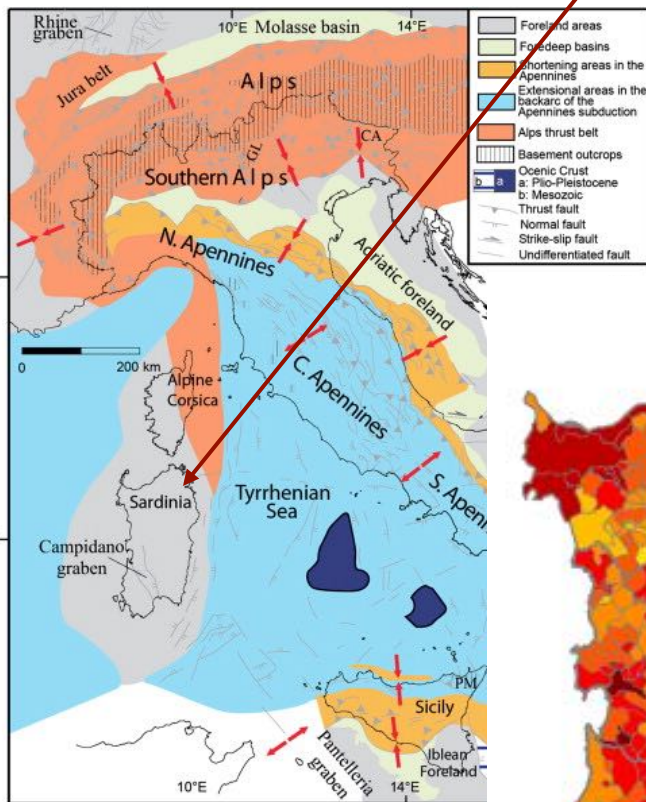 Rhine
graben
10°E
Molasse basin
14°E
Jura belt
Alps
GL
CA
Southern Alps
N. Apennines
Adriatic foreland
0
200 km
Alpine
Corsica
C. Apennines
S. Apenn
Sardinia
Tyrrhenian
Sea
Campidano
graben
PM
Sicily
Pantelleria
graben
Iblean
Foreland
10°E
14°E
Foreland areas
Foredeep basins
Shortening areas in the
Apennines
Extensional areas in the
backarc of the
Apennines subduction
Alps thrust belt
Basement outcrops
b a
Ocenic Crust
a: Plio-Pleistocene
b: Mesozoic
Thrust fault
Normal fault
Strike-slip fault
Undifferentiated fault